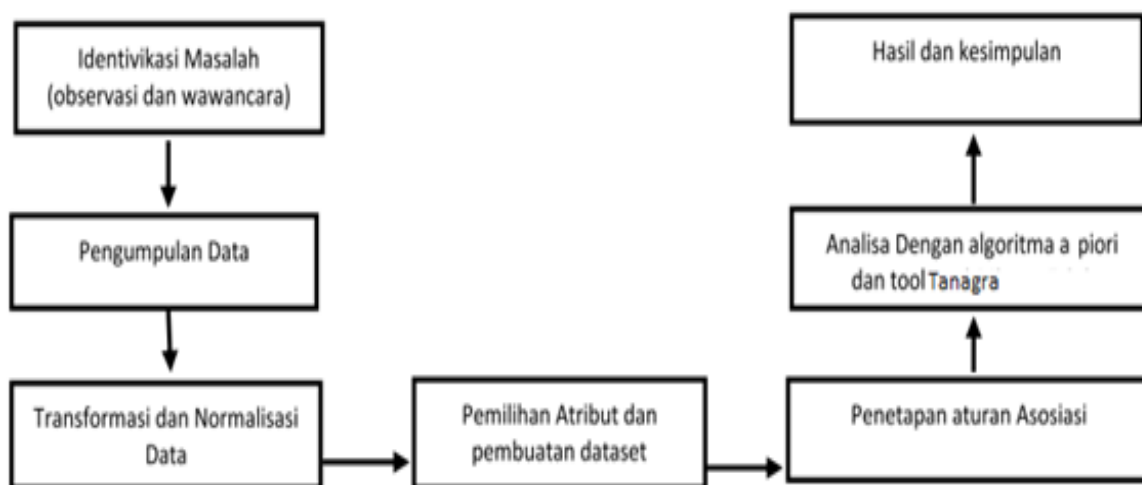 Identivikasi Masalah
(observasi dan wawancara)
Pengumpulan Data
Transformasi dan Normalisasi
Data
Pemilihan Atribut dan
pembuatan dataset
Penetapan aturan Asosiasi
Analisa Dengan algoritma a piori
dan tool Tanagra
Hasil dan kesimpulan